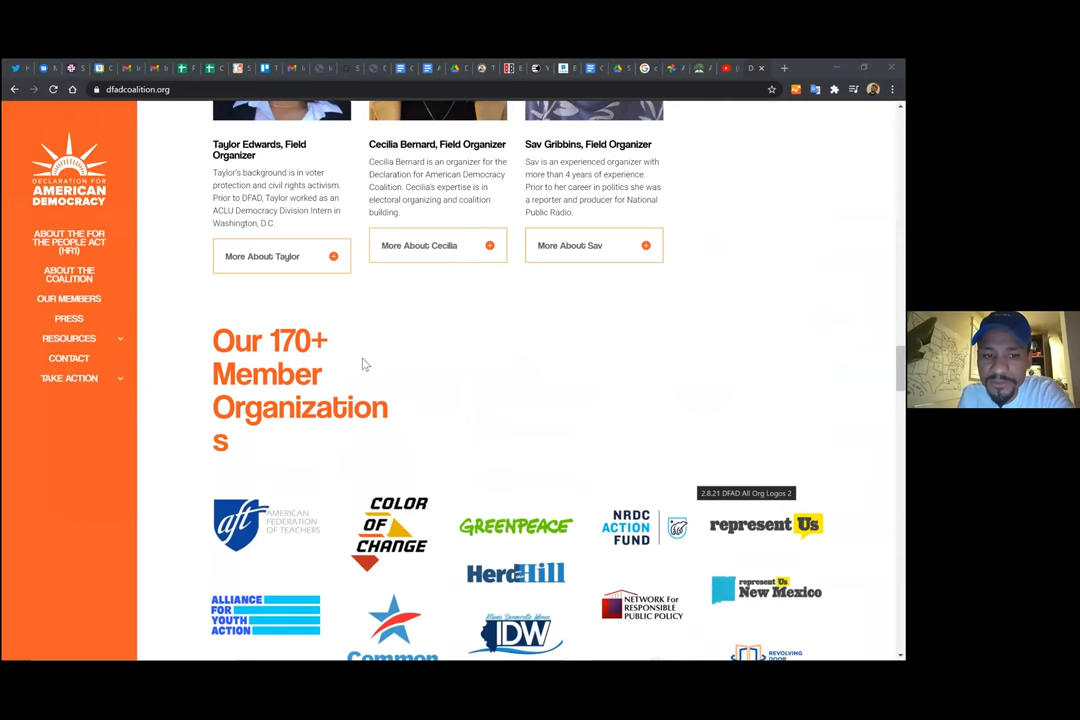 dfadcoalition.org
DECLARATION FOR
AMERICAN
DEMOCRACY
ABOUT THE FOR
THE PEOPLE ACT
(HR1)
ABOUT THE
COALITION
OUR MEMBERS
PRESS
RESOURCES
CONTACT
TAKE ACTION
Taylor Edwards, Field
Organizer
Taylor's background is in voter
protection and civil rights activism.
Prior to DFAD, Taylor worked as an
ACLU Democracy Division Intern in
Washington, D.C.
More About Taylor
Cecilia Bernard, Field Organizer
Cecilia Bernard is an organizer for the
Declaration for American Democracy
Coalition. Cecilia's expertise is in
electoral organizing and coalition
building.
More About Cecilia
Sav Gribbins, Field Organizer
Sav is an experienced organizer with
more than 4 years of experience.
Prior to her career in politics she was
a reporter and producer for National
Public Radio.
More About Sav
Our 170+
Member
Organization
s
2.8.21 DFAD All Org Logos 2
aft AMERICAN
FEDERATION
OF TEACHERS
COLOR
OF
CHANGE
GREENPEACE
NRDC
ACTION
FUND
represent Us
HerdHill
represent Us
New Mexico
ALLIANCE
FOR
YOUTH
ACTION
Common
IDW
NETWORK For
RESPONSIBLE
PUBLIC POLICY
REVOLVING
DOOR